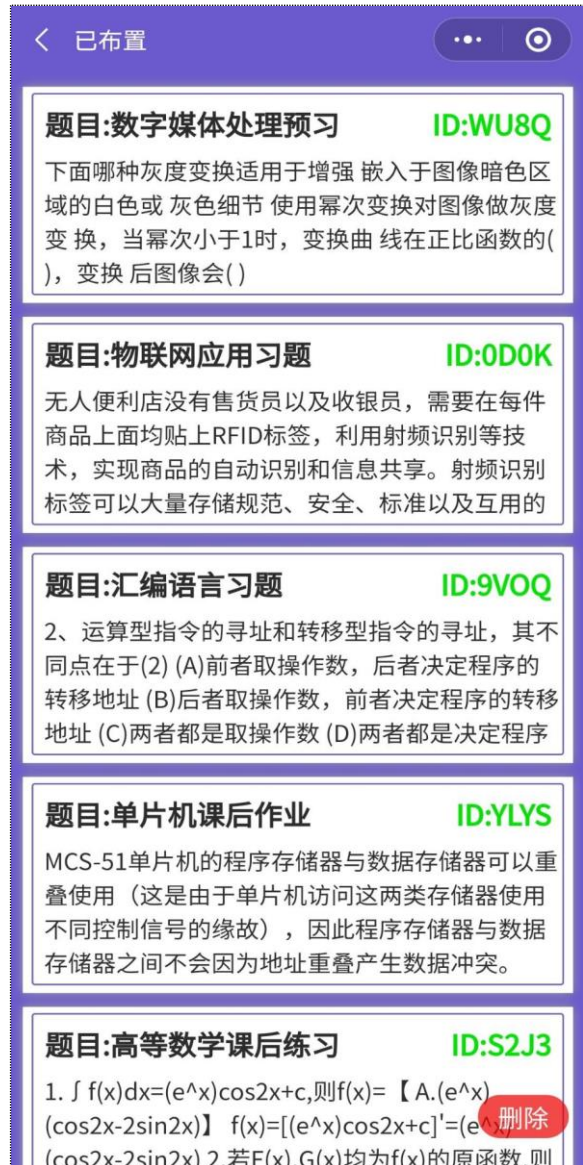 已布置
题目:数字媒体处理预习 ID:WU8Q
下面哪种灰度变换适用于增强 嵌入于图像暗色区
域的白色或 灰色细节 使用幂次变换对图像做灰度
变 换，当幂次小于1时，变换曲 线在正比函数的(
)，变换 后图像会( )
题目:物联网应用习题 ID:0D0K
无人便利店没有售货员以及收银员，需要在每件
商品上面均贴上RFID标签，利用射频识别等技
术，实现商品的自动识别和信息共享。射频识别
标签可以大量存储规范、安全、标准以及互用的
题目:汇编语言习题 ID:9VOQ
2、运算型指令的寻址和转移型指令的寻址，其不
同点在于(2) (A)前者取操作数，后者决定程序的
转移地址 (B)后者取操作数，前者决定程序的转移
地址 (C)两者都是取操作数 (D)两者都是决定程序
题目:单片机课后作业 ID:YLYS
MCS-51单片机的程序存储器与数据存储器可以重
叠使用（这是由于单片机访问这两类存储器使用
不同控制信号的缘故），因此程序存储器与数据
存储器之间不会因为地址重叠产生数据冲突。
题目:高等数学课后练习 ID:S2J3
1. ∫ f(x)dx=(e^x)cos2x+c,则f(x)=【 A.(e^x)
(cos2x-2sin2x)】 f(x)=[(e^x)cos2x+c]'=(e^x)
删除
(cos2x-2sin2x) 2.若F(x),G(x)均为f(x)的原函数,则